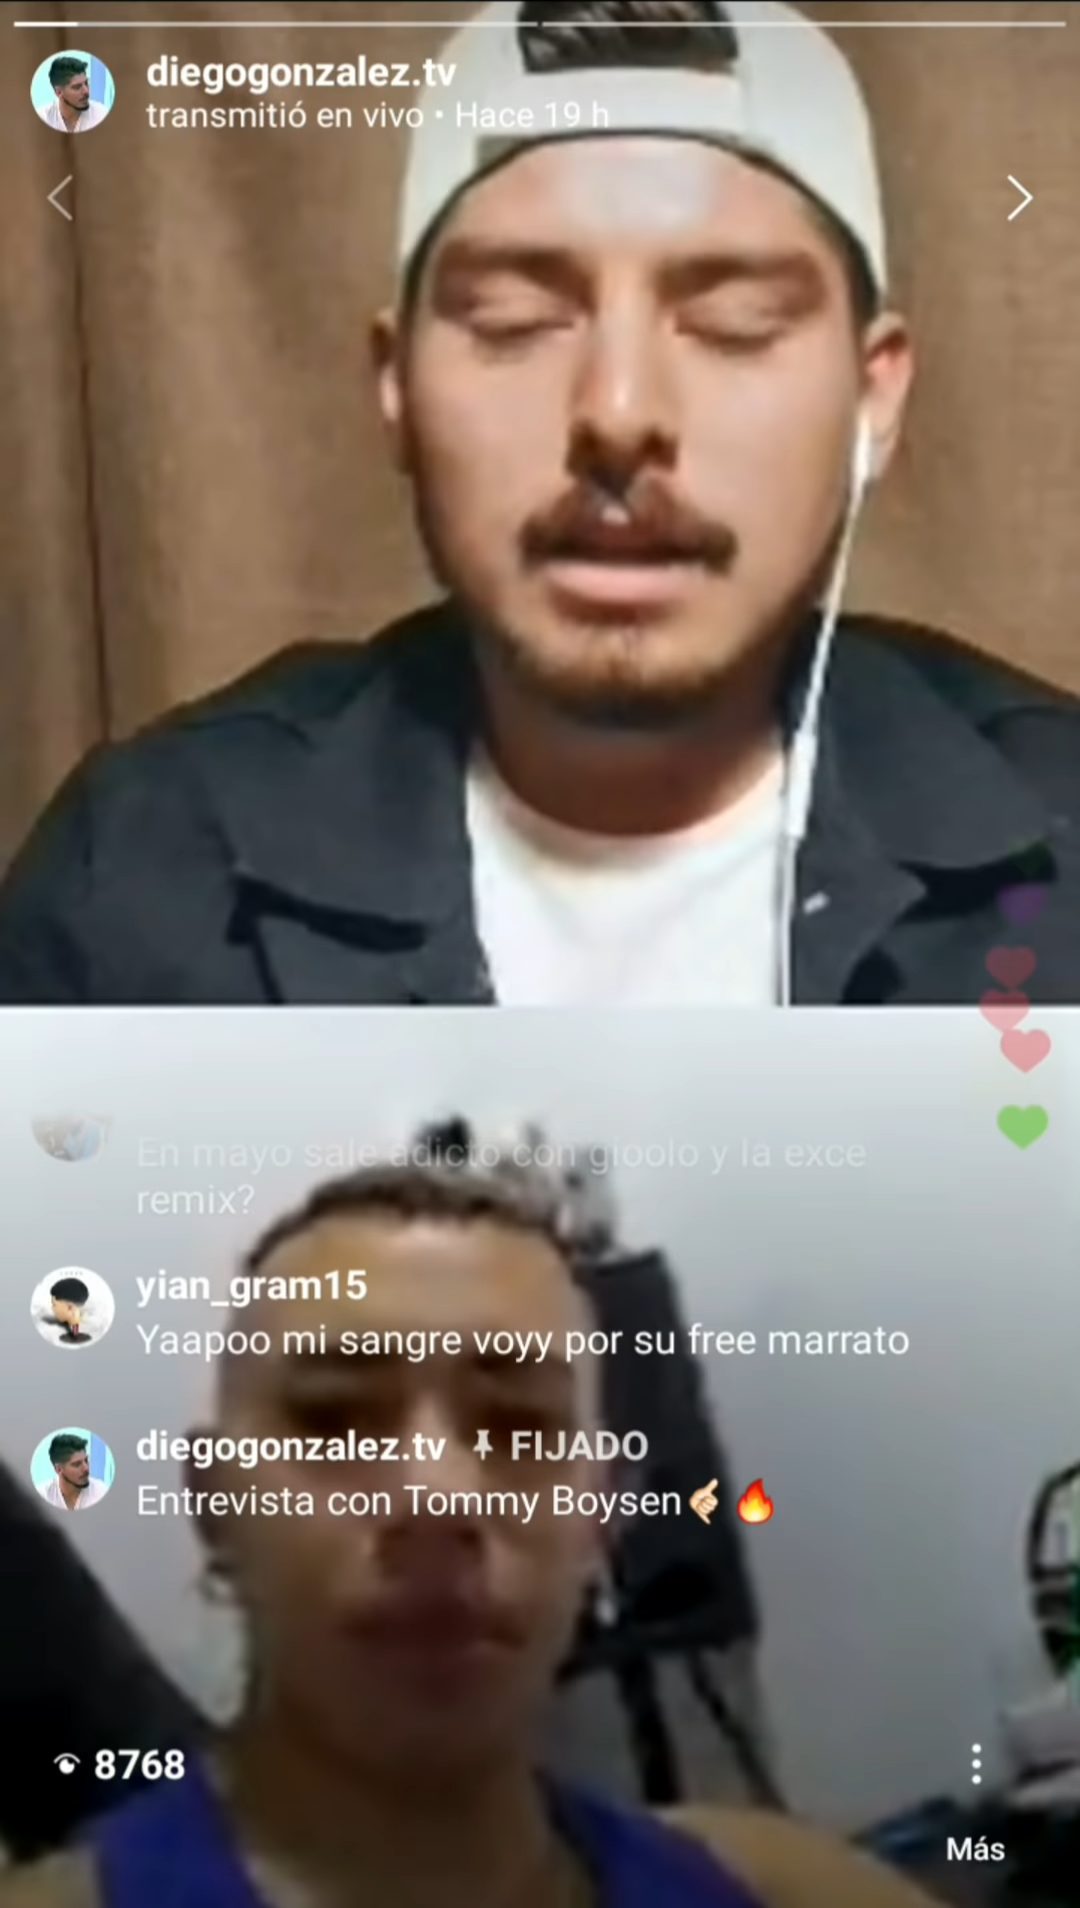 diegogonzalez.tv
transmitió en vivo • Hace 19 h
En mayo sale adicto con gioolo y la exce
remix?
yian_gram15
Yaapoo mi sangre voyy por su free marrato
diegogonzalez.tv FIJADO
Entrevista con Tommy Boysen🤙🏻🔥
8768
Más